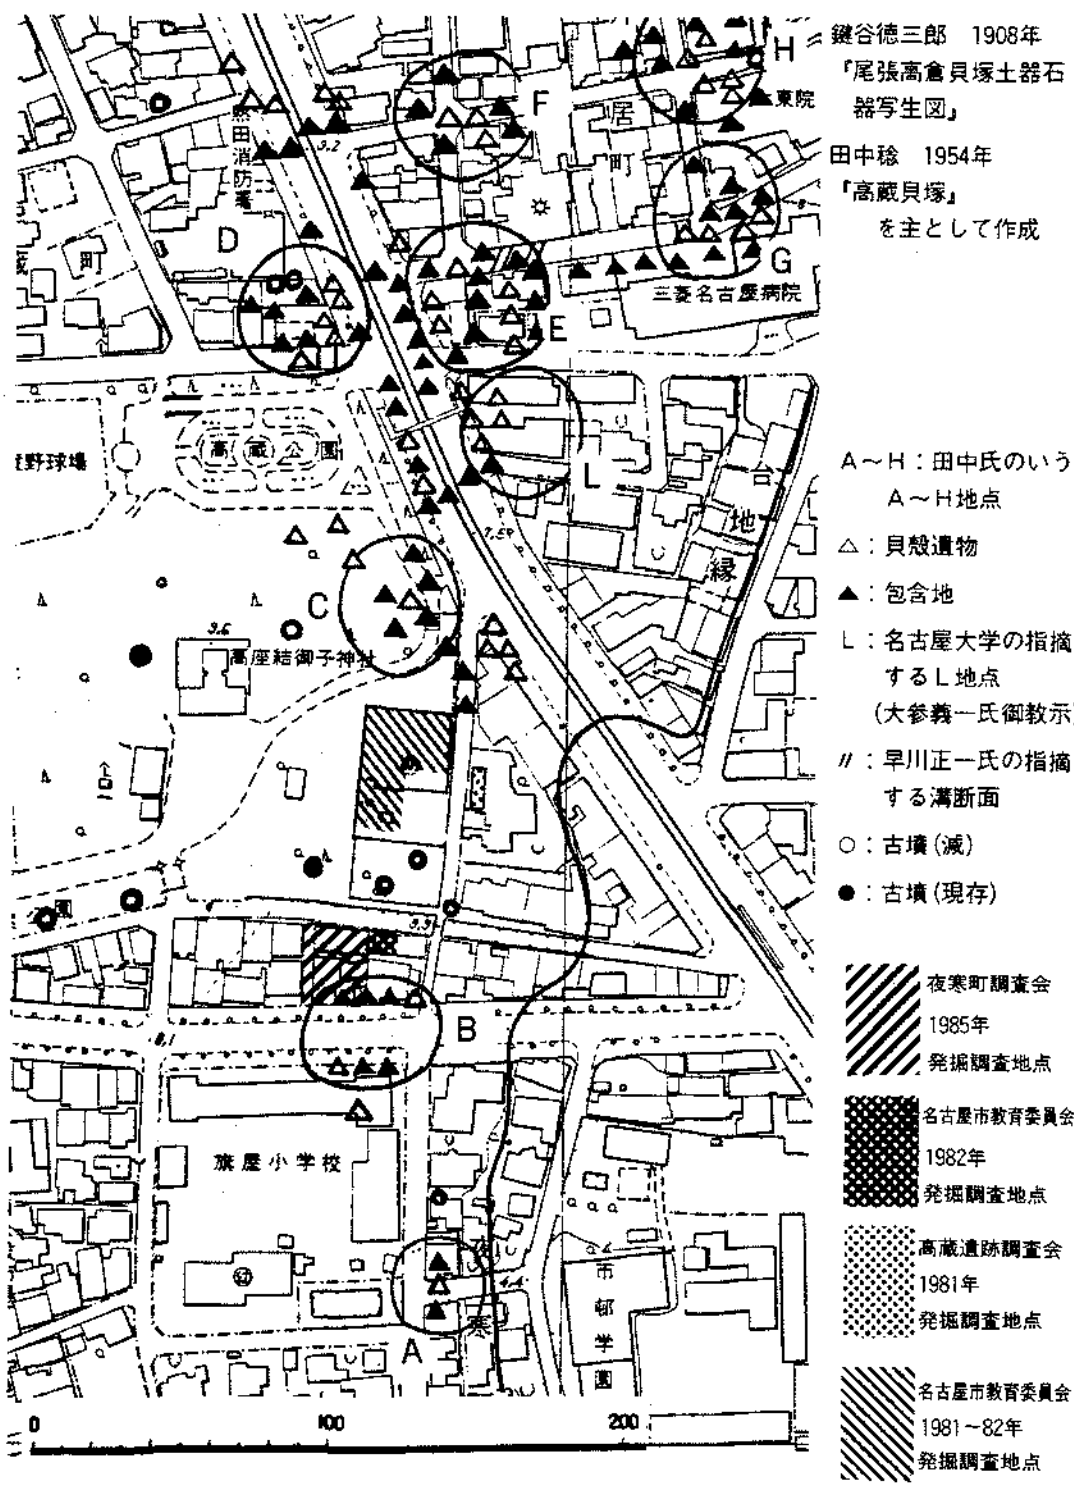 鍵谷徳三郎 1908年
『尾張高倉貝塚土器石
器写生図』
田中稔 1954年
『高蔵貝塚』
を主として作成
A～H：田中氏のいう
A～H地点
△：貝殻遺物
▲：包含地
L：名古屋大学の指摘
するL地点
(大参義一氏御教示)
〃：早川正一氏の指摘
する溝断面
○：古墳(滅)
●：古墳(現存)
夜寒町調査会
1985年
発掘調査地点
名古屋市教育委員会
1982年
発掘調査地点
高蔵遺跡調査会
1981年
発掘調査地点
名古屋市教育委員会
1981～82年
発掘調査地点
H
東院
F
居
町
熱田消防署
3.2
D
町
G
三菱名古屋病院
E
高蔵公園
野球場
L
台
地
縁
C
3.6
高座結御子神社
園
3.3
B
旗屋小学校
幼
夜
寒
市邨学園
A
0
100
200